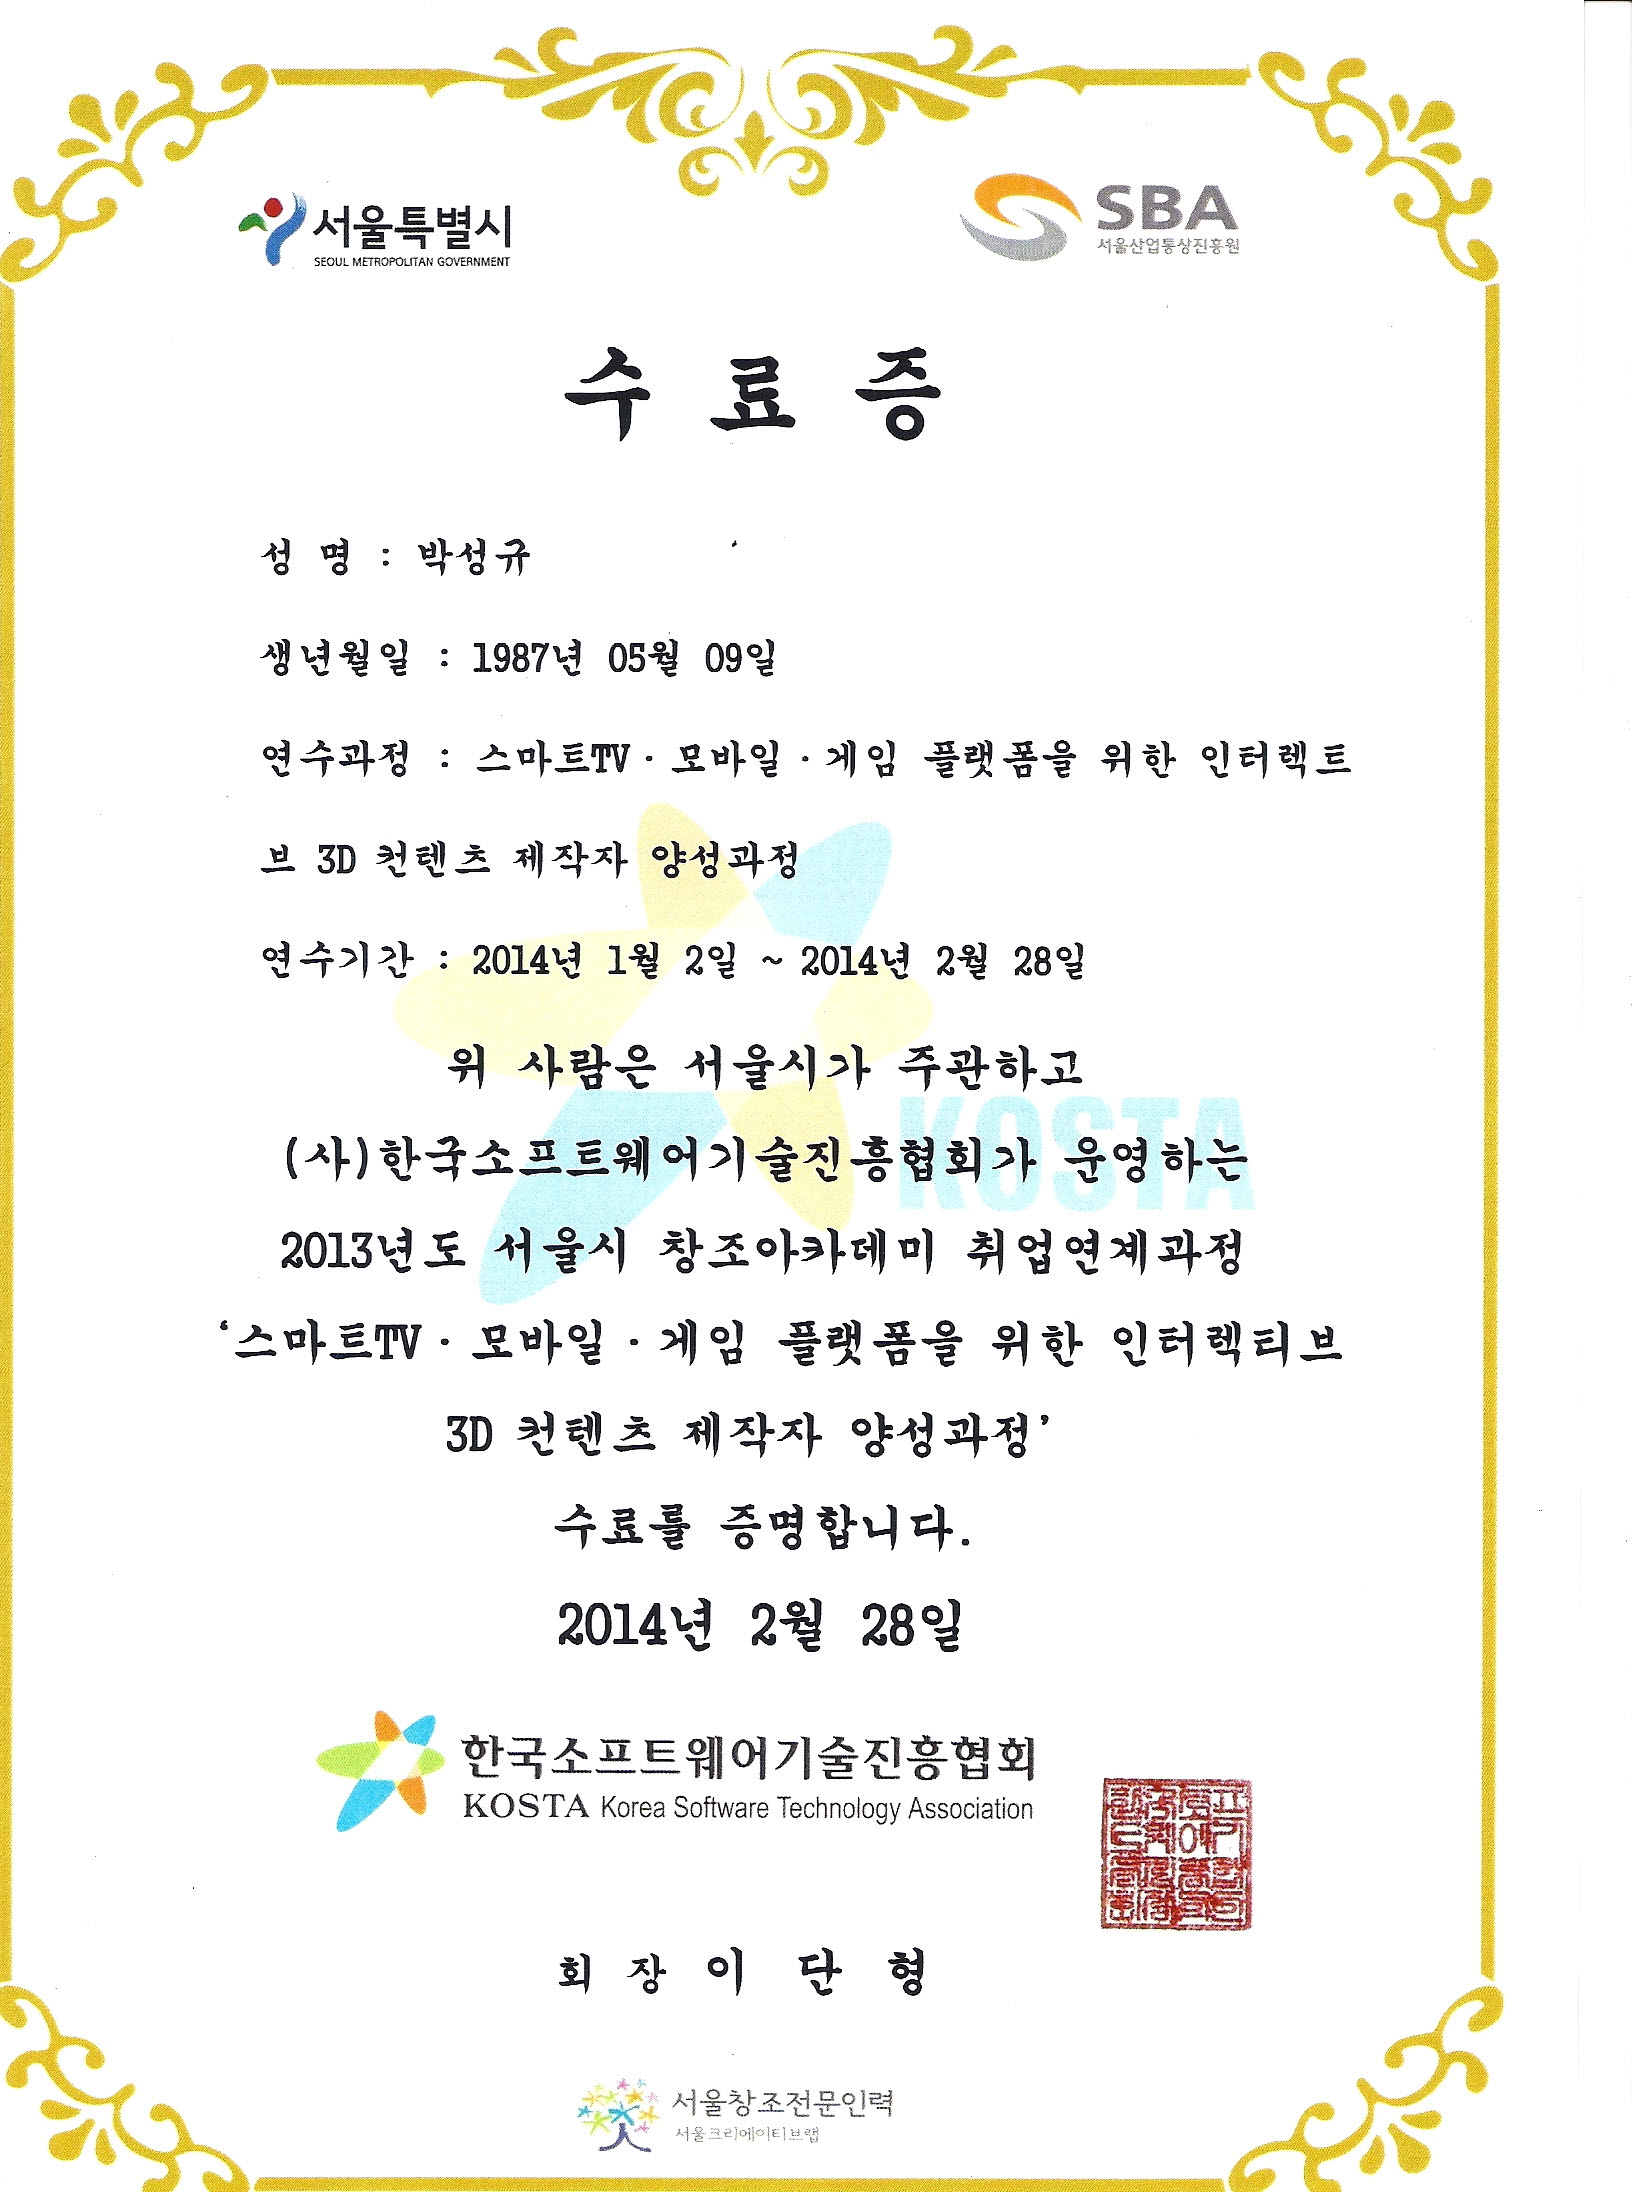 서울특별시
SEOUL METROPOLITAN GOVERNMENT
SBA
서울산업통상진흥원
수 료 증
성 명 : 박성규
생년월일 : 1987년 05월 09일
연수과정 : 스마트TV · 모바일 · 게임 플랫폼을 위한 인터렉트
브 3D 컨텐츠 제작자 양성과정
연수기간 : 2014년 1월 2일 ~ 2014년 2월 28일
위 사람은 서울시가 주관하고
KOSTA
(사)한국소프트웨어기술진흥협회가 운영하는
2013년도 서울시 창조아카데미 취업연계과정
‘스마트TV · 모바일 · 게임 플랫폼을 위한 인터렉티브
3D 컨텐츠 제작자 양성과정’
수료를 증명합니다.
2014년 2월 28일
한국소프트웨어기술진흥협회
KOSTA Korea Software Technology Association
회 장 이 단 형
서울창조전문인력
서울크리에이티브랩